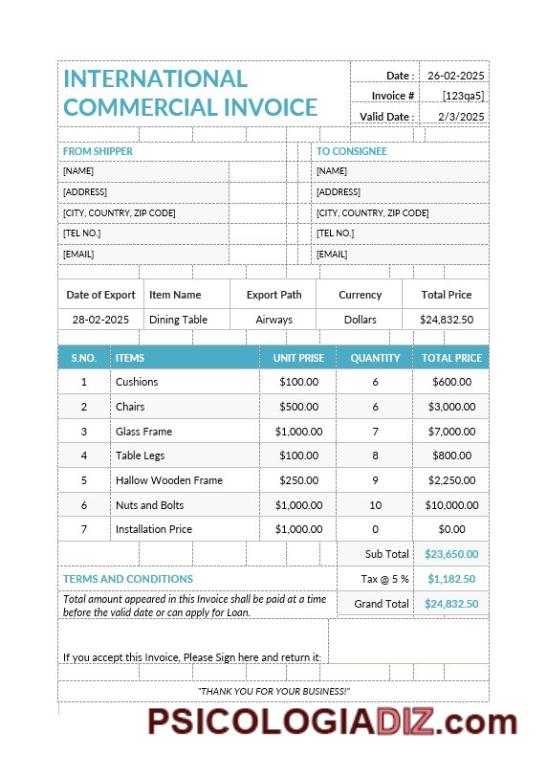 INTERNATIONAL
COMMERCIAL INVOICE
Date : 26-02-2025
Invoice # [123qa5]
Valid Date : 2/3/2025
FROM SHIPPER TO CONSIGNEE
[NAME] [NAME]
[ADDRESS] [ADDRESS]
[CITY, COUNTRY, ZIP CODE] [CITY, COUNTRY, ZIP CODE]
[TEL NO.] [TEL NO.]
[EMAIL] [EMAIL]
Date of Export Item Name Export Path Currency Total Price
28-02-2025 Dining Table Airways Dollars $24,832.50
S.NO. ITEMS UNIT PRISE QUANTITY TOTAL PRICE
1 Cushions $100.00 6 $600.00
2 Chairs $500.00 6 $3,000.00
3 Glass Frame $1,000.00 7 $7,000.00
4 Table Legs $100.00 8 $800.00
5 Hallow Wooden Frame $250.00 9 $2,250.00
6 Nuts and Bolts $1,000.00 10 $10,000.00
7 Installation Price $1,000.00 0 $0.00
Sub Total $23,650.00
TERMS AND CONDITIONS Tax @ 5 % $1,182.50
Total amount appeared in this Invoice shall be paid at a time
before the valid date or can apply for Loan.
Grand Total $24,832.50
If you accept this Invoice, Please Sign here and return it:
"THANK YOU FOR YOUR BUSINESS!"
PSICOLOGIADIZ.com